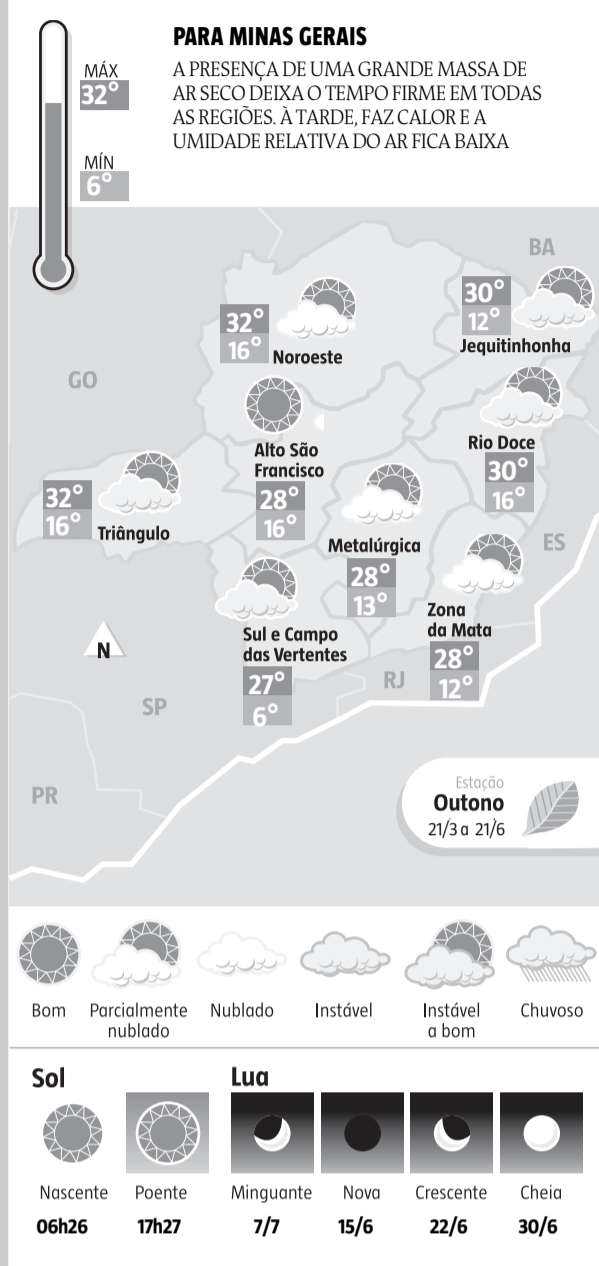 PARA MINAS GERAIS
A PRESENÇA DE UMA GRANDE MASSA DE
AR SECO DEIXA O TEMPO FIRME EM TODAS
AS REGIÕES. À TARDE, FAZ CALOR E A
UMIDADE RELATIVA DO AR FICA BAIXA
MÁX
32°
MÍN
6°
BA
GO
32°
16°
Noroeste
30°
12°
Jequitinhonha
Alto São
Francisco
28°
16°
Rio Doce
30°
16°
32°
16°
Triângulo
Metalúrgica
28°
13°
ES
Zona
da Mata
28°
12°
Sul e Campo
das Vertentes
27°
6°
N
RJ
SP
PR
Estação
Outono
21/3 a 21/6
Bom
Parcialmente
nublado
Nublado
Instável
Instável
a bom
Chuvoso
Sol
Nascente
06h26
Poente
17h27
Lua
Minguante
7/7
Nova
15/6
Crescente
22/6
Cheia
30/6